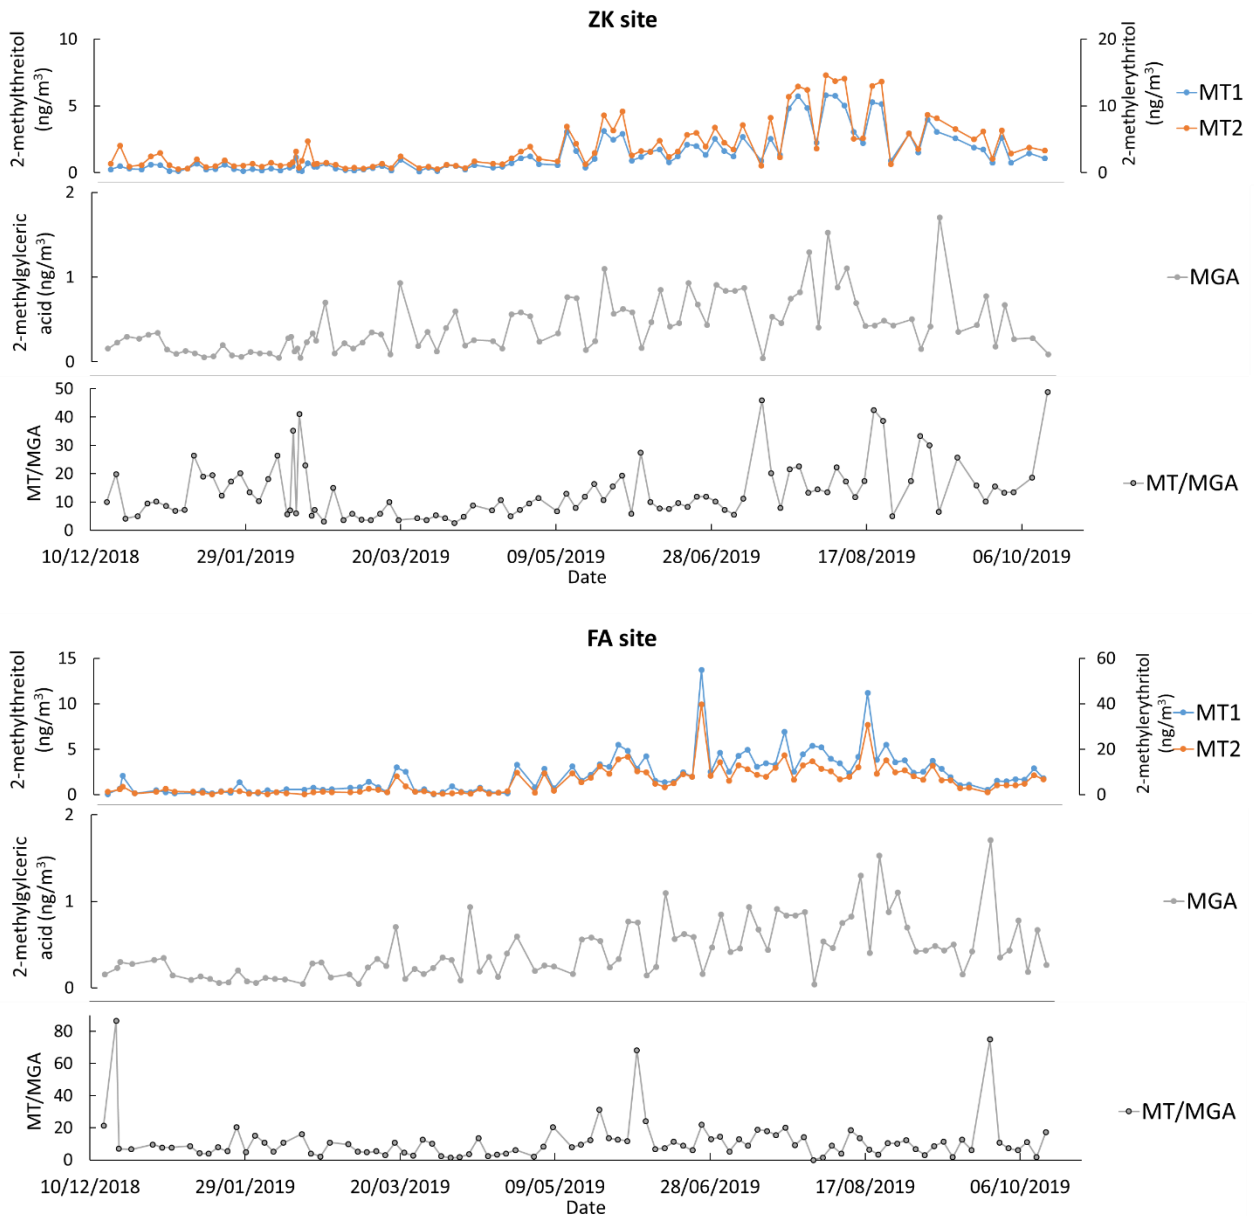 ZK site
2-methylthreitol
(ng/m³)
10
5
0
20
10
0
2-methylerythritol
(ng/m³)
MT1
MT2
2-methylgylceric
acid (ng/m³)
2
1
0
MGA
MT/MGA
50
40
30
20
10
0
MT/MGA
10/12/2018 29/01/2019 20/03/2019 09/05/2019 28/06/2019 17/08/2019 06/10/2019
Date
FA site
2-methylthreitol
(ng/m³)
15
10
5
0
60
40
20
0
2-methylerythritol
(ng/m³)
MT1
MT2
2-methylgylceric
acid (ng/m³)
2
1
0
MGA
MT/MGA
80
60
40
20
0
MT/MGA
10/12/2018 29/01/2019 20/03/2019 09/05/2019 28/06/2019 17/08/2019 06/10/2019
Date